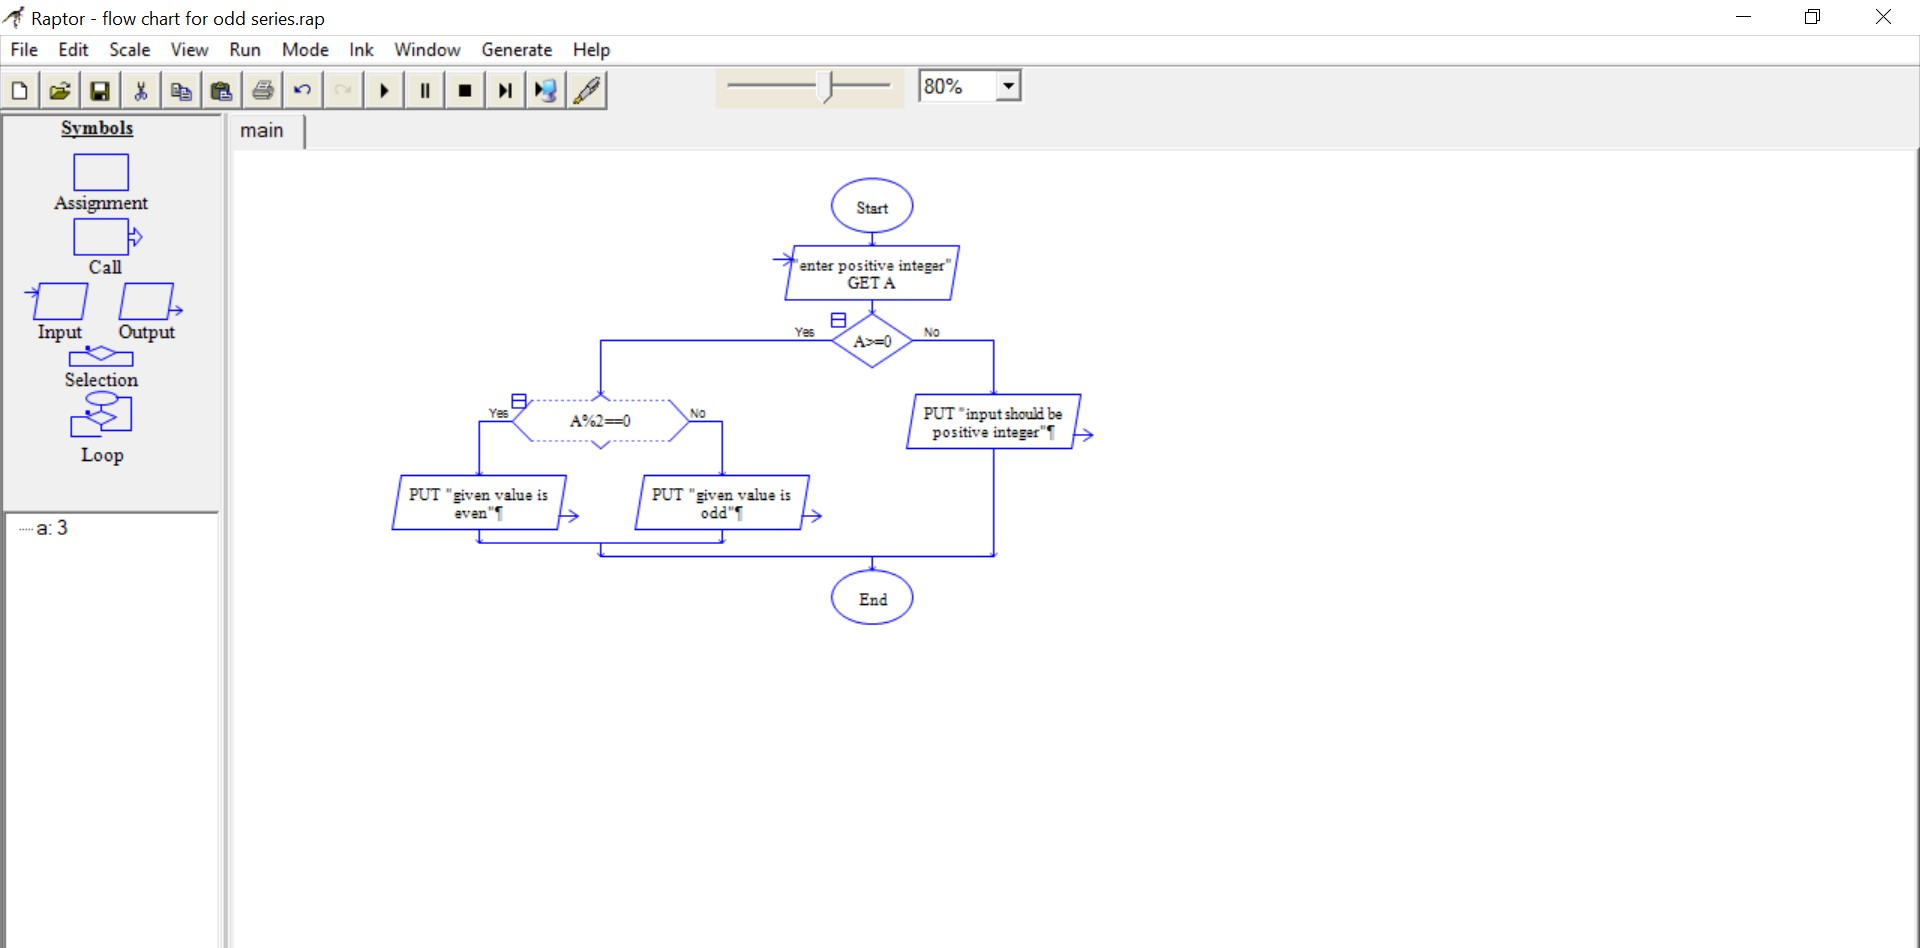 Raptor - flow chart for odd series.rap
File Edit Scale View Run Mode Ink Window Generate Help
80%
Symbols
main
Assignment
Call
Input Output
Selection
Loop
a: 3
Start
"enter positive integer"
GET A
Yes
No
A>=0
Yes
No
A%2==0
PUT "input should be
positive integer"¶
PUT "given value is
even"¶
PUT "given value is
odd"¶
End